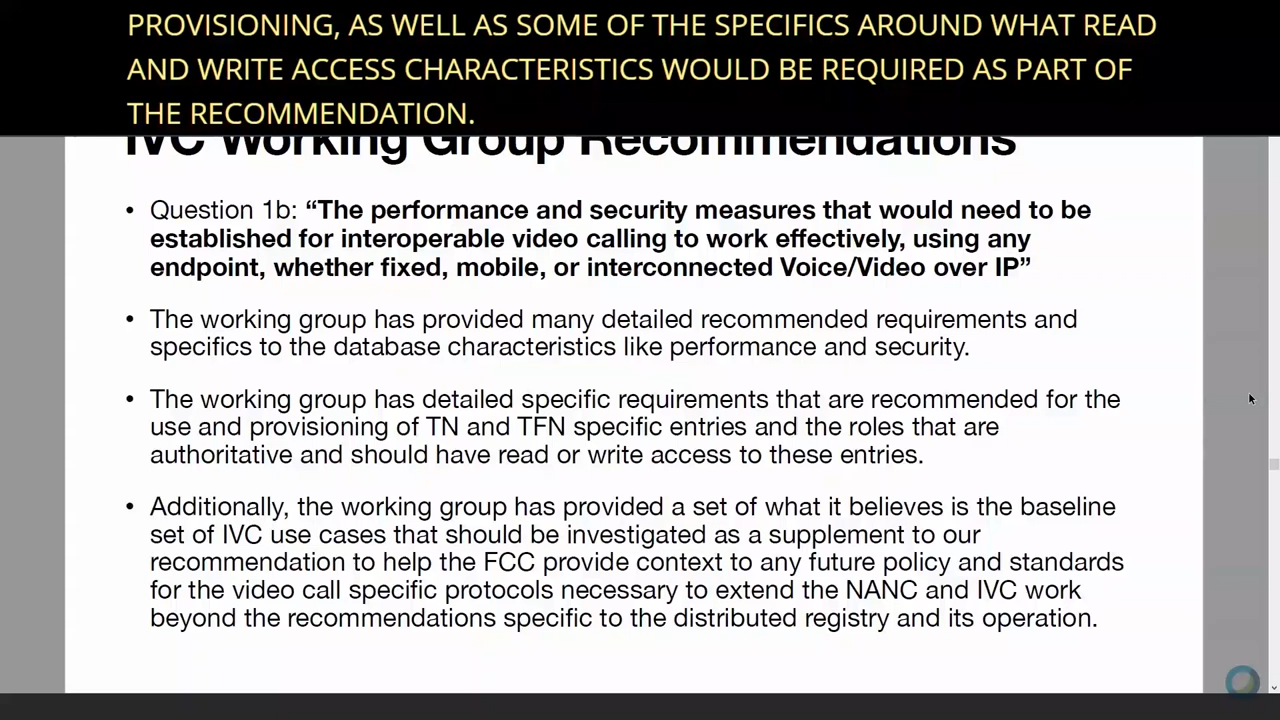 PROVISIONING, AS WELL AS SOME OF THE SPECIFICS AROUND WHAT READ
AND WRITE ACCESS CHARACTERISTICS WOULD BE REQUIRED AS PART OF
THE RECOMMENDATION.
IVC Working Group Recommendations
• Question 1b: “The performance and security measures that would need to be
established for interoperable video calling to work effectively, using any
endpoint, whether fixed, mobile, or interconnected Voice/Video over IP”
• The working group has provided many detailed recommended requirements and
specifics to the database characteristics like performance and security.
• The working group has detailed specific requirements that are recommended for the
use and provisioning of TN and TFN specific entries and the roles that are
authoritative and should have read or write access to these entries.
• Additionally, the working group has provided a set of what it believes is the baseline
set of IVC use cases that should be investigated as a supplement to our
recommendation to help the FCC provide context to any future policy and standards
for the video call specific protocols necessary to extend the NANC and IVC work
beyond the recommendations specific to the distributed registry and its operation.